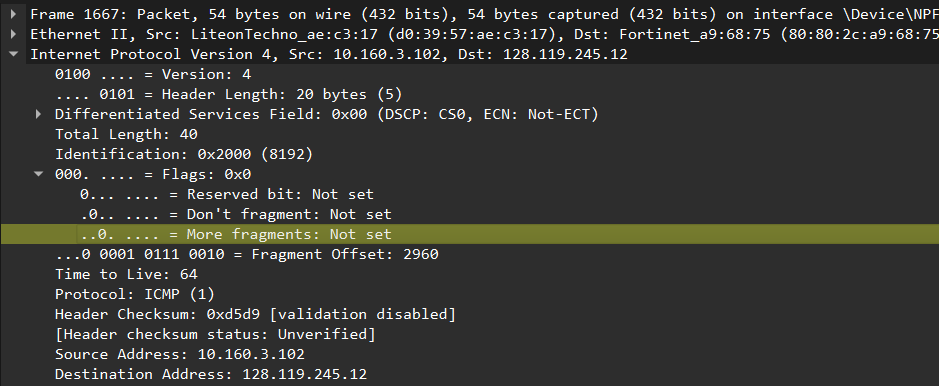 Frame 1667: Packet, 54 bytes on wire (432 bits), 54 bytes captured (432 bits) on interface \Device\NPF
Ethernet II, Src: LiteonTechno_ae:c3:17 (d0:39:57:ae:c3:17), Dst: Fortinet_a9:68:75 (80:80:2c:a9:68:75
Internet Protocol Version 4, Src: 10.160.3.102, Dst: 128.119.245.12
0100 .... = Version: 4
.... 0101 = Header Length: 20 bytes (5)
Differentiated Services Field: 0x00 (DSCP: CS0, ECN: Not-ECT)
Total Length: 40
Identification: 0x2000 (8192)
000. .... = Flags: 0x0
0... .... = Reserved bit: Not set
.0.. .... = Don't fragment: Not set
..0. .... = More fragments: Not set
...0 0001 0111 0010 = Fragment Offset: 2960
Time to Live: 64
Protocol: ICMP (1)
Header Checksum: 0xd5d9 [validation disabled]
[Header checksum status: Unverified]
Source Address: 10.160.3.102
Destination Address: 128.119.245.12